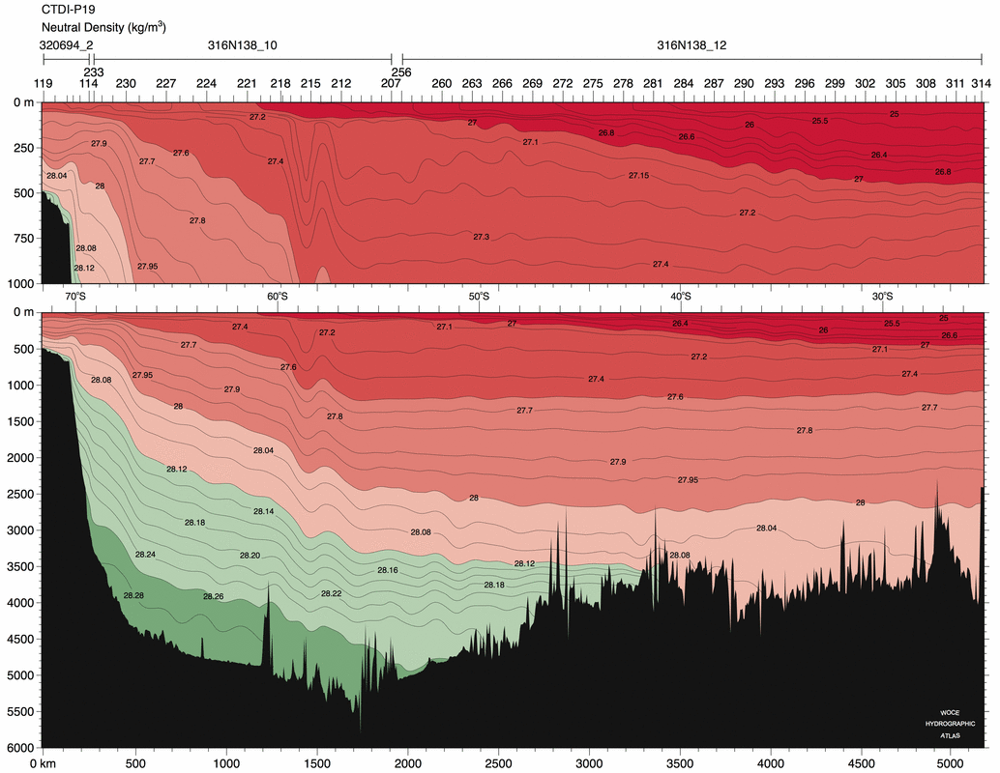 CTDI-P19
Neutral Density (kg/m³)
320694_2 316N138_10 316N138_12
233 256
119 114 230 227 224 221 218 215 212 207 260 263 266 269 272 275 278 281 284 287 290 293 296 299 302 305 308 311 314
0 m
27.2 27 26.8 26.6 26 25.5 25
27.9 27.6 27.1 26.4
250
27.7 27.4 27.15 26.8
28.04 28 27 
500
27.8 27.2
750
28.08 27.3
28.12 27.95 27.4
1000
70°S 60°S 50°S 40°S 30°S
0 m
27.4 27.2 27.1 27 26.4 26 25.5 25
27.7 26.6
500
27.6 27.2 27.1 27
28.08 27.95 27.4 27.4
1000
27.9 27.6
28 27.8 27.7 27.8 27.7
1500
28.04
2000
28.12 27.9 27.95
2500
28.14 28 28
28.18
3000
28.08 28.04
28.24 28.20 28.12 28.08
3500
28.16 28.18
28.28 28.26 28.22
4000
4500
5000
5500
WOCE
HYDROGRAPHIC
ATLAS
6000
0 km 500 1000 1500 2000 2500 3000 3500 4000 4500 5000